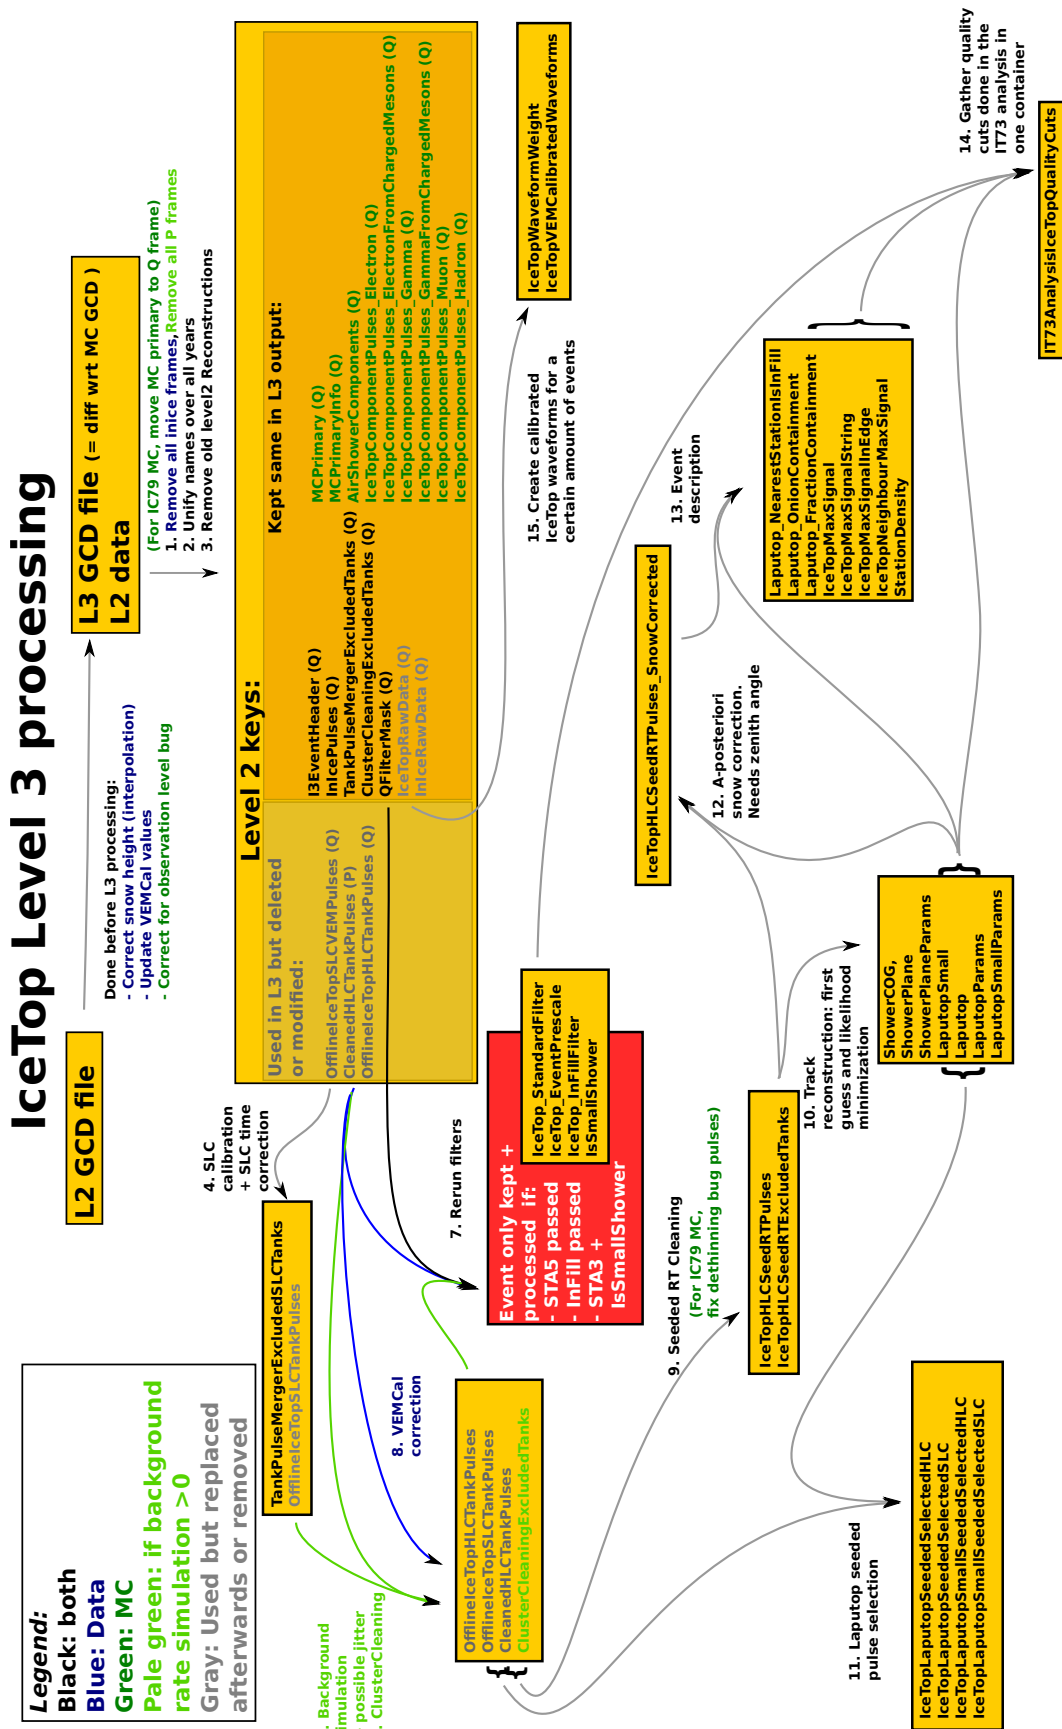 IceTop Level 3 processing
L2 GCD file
Done before L3 processing:
- Correct snow height (interpolation)
- Update VEMCal values
- Correct for observation level bug
L3 GCD file (= diff wrt MC GCD )
L2 data
(For IC79 MC, move MC primary to Q frame)
1. Remove all inice frames,Remove all P frames
2. Unify names over all years
3. Remove old level2 Reconstructions
Level 2 keys:
Used in L3 but deleted
or modified:
OfflineIceTopSLCVEMPulses (Q)
CleanedHLCTankPulses (P)
OfflineIceTopHLCTankPulses (Q)
Kept same in L3 output:
I3EventHeader (Q)
InIcePulses (Q)
TankPulseMergerExcludedTanks (Q)
ClusterCleaningExcludedTanks (Q)
QFilterMask (Q)
IceTopRawData (Q)
InIceRawData (Q)
MCPrimary (Q)
MCPrimaryInfo (Q)
AirShowerComponents (Q)
IceTopComponentPulses_Electron (Q)
IceTopComponentPulses_ElectronFromChargedMesons (Q)
IceTopComponentPulses_Gamma (Q)
IceTopComponentPulses_GammaFromChargedMesons (Q)
IceTopComponentPulses_Muon (Q)
IceTopComponentPulses_Hadron (Q)
Legend:
Black: both
Blue: Data
Green: MC
Pale green: if background
rate simulation >0
Gray: Used but replaced
afterwards or removed
4. SLC
calibration
+ SLC time
correction
TankPulseMergerExcludedSLCTanks
OfflineIceTopSLCTankPulses
. Background
imulation
possible jitter
. ClusterCleaning
8. VEMCal
correction
7. Rerun filters
OfflineIceTopHLCTankPulses
OfflineIceTopSLCTankPulses
CleanedHLCTankPulses
ClusterCleaningExcludedTanks
Event only kept +
processed if:
- STA5 passed
- InFill passed
- STA3 +
IsSmallShower
IceTop_StandardFilter
IceTop_EventPrescale
IceTop_InFillFilter
IsSmallShower
15. Create calibrated
IceTop waveforms for a
certain amount of events
IceTopWaveformWeight
IceTopVEMCalibratedWaveforms
9. Seeded RT Cleaning
(For IC79 MC,
fix dethinning bug pulses)
IceTopHLCSeedRTPulses
IceTopHLCSeedRTExcludedTanks
IceTopHLCSeedRTPulses_SnowCorrected
12. A-posteriori
snow correction.
Needs zenith angle
13. Event
description
Laputop_NearestStationIsInFill
Laputop_OnionContainment
Laputop_FractionContainment
IceTopMaxSignal
IceTopMaxSignalString
IceTopMaxSignalInEdge
IceTopNeighbourMaxSignal
StationDensity
10. Track
reconstruction: first
guess and likelihood
minimization
ShowerCOG,
ShowerPlane
ShowerPlaneParams
LaputopSmall
Laputop
LaputopParams
LaputopSmallParams
11. Laputop seeded
pulse selection
IceTopLaputopSeededSelectedHLC
IceTopLaputopSeededSelectedSLC
IceTopLaputopSmallSeededSelectedHLC
IceTopLaputopSmallSeededSelectedSLC
14. Gather quality
cuts done in the
IT73 analysis in
one container
IT73AnalysisIceTopQualityCuts